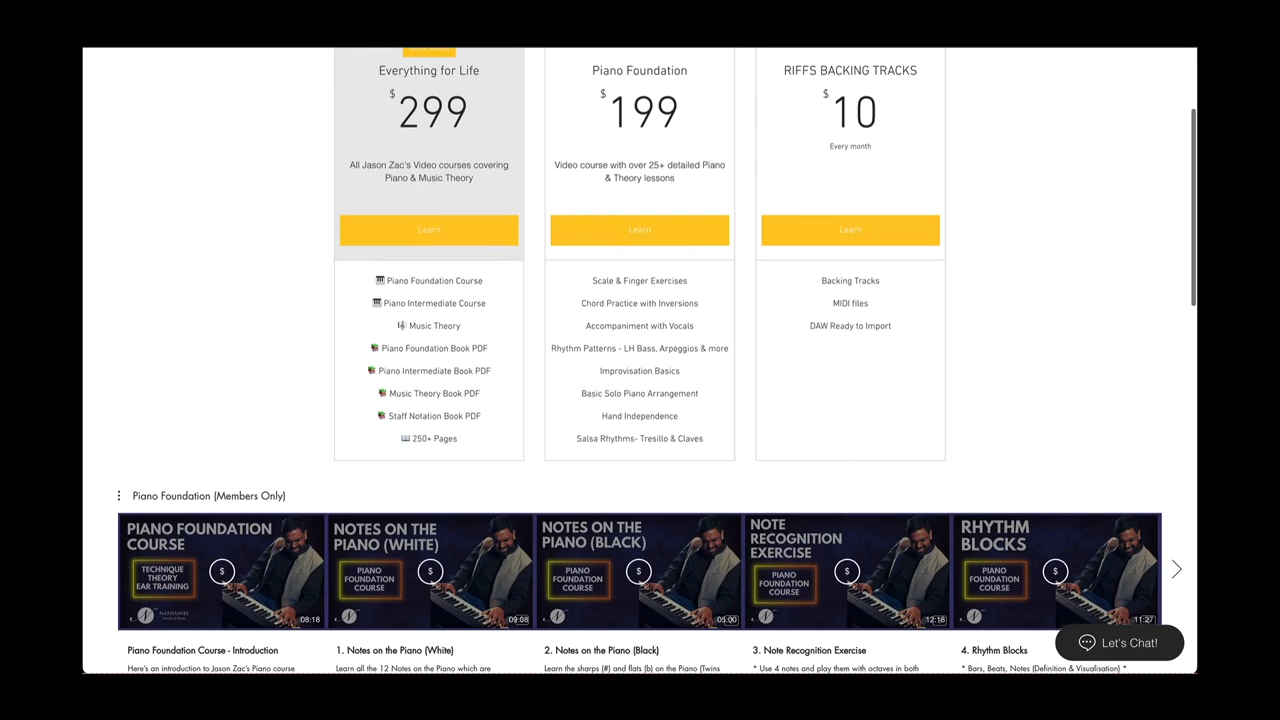 Everything for Life
$
299
All Jason Zac's Video courses covering
Piano & Music Theory
Learn
Piano Foundation Course
Piano Intermediate Course
Music Theory
Piano Foundation Book PDF
Piano Intermediate Book PDF
Music Theory Book PDF
Staff Notation Book PDF
250+ Pages
Piano Foundation
$
199
Video course with over 25+ detailed Piano
& Theory lessons
Learn
Scale & Finger Exercises
Chord Practice with Inversions
Accompaniment with Vocals
Rhythm Patterns - LH Bass, Arpeggios & more
Improvisation Basics
Basic Solo Piano Arrangement
Hand Independence
Salsa Rhythms- Tresillo & Claves
RIFFS BACKING TRACKS
$
10
Every month
Learn
Backing Tracks
MIDI files
DAW Ready to Import
Piano Foundation (Members Only)
PIANO FOUNDATION
COURSE
TECHNIQUE
THEORY
EAR TRAINING
$
NATHANIEL
08:18
NOTES ON THE
PIANO (WHITE)
PIANO
FOUNDATION
COURSE
$
09:08
NOTES ON THE
PIANO (BLACK)
PIANO
FOUNDATION
COURSE
$
05:00
NOTE
RECOGNITION
EXERCISE
PIANO
FOUNDATION
COURSE
$
12:18
RHYTHM
BLOCKS
PIANO
FOUNDATION
COURSE
$
11:27
Piano Foundation Course - Introduction
Here's an introduction to Jason Zac's Piano course
1. Notes on the Piano (White)
Learn all the 12 Notes on the Piano which are
2. Notes on the Piano (Black)
Learn the sharps (#) and flats (b) on the Piano (Twins
3. Note Recognition Exercise
* Use 4 notes and play them with octaves in both
4. Rhythm Blocks
* Bars, Beats, Notes (Definition & Visualisation) *
Let's Chat!